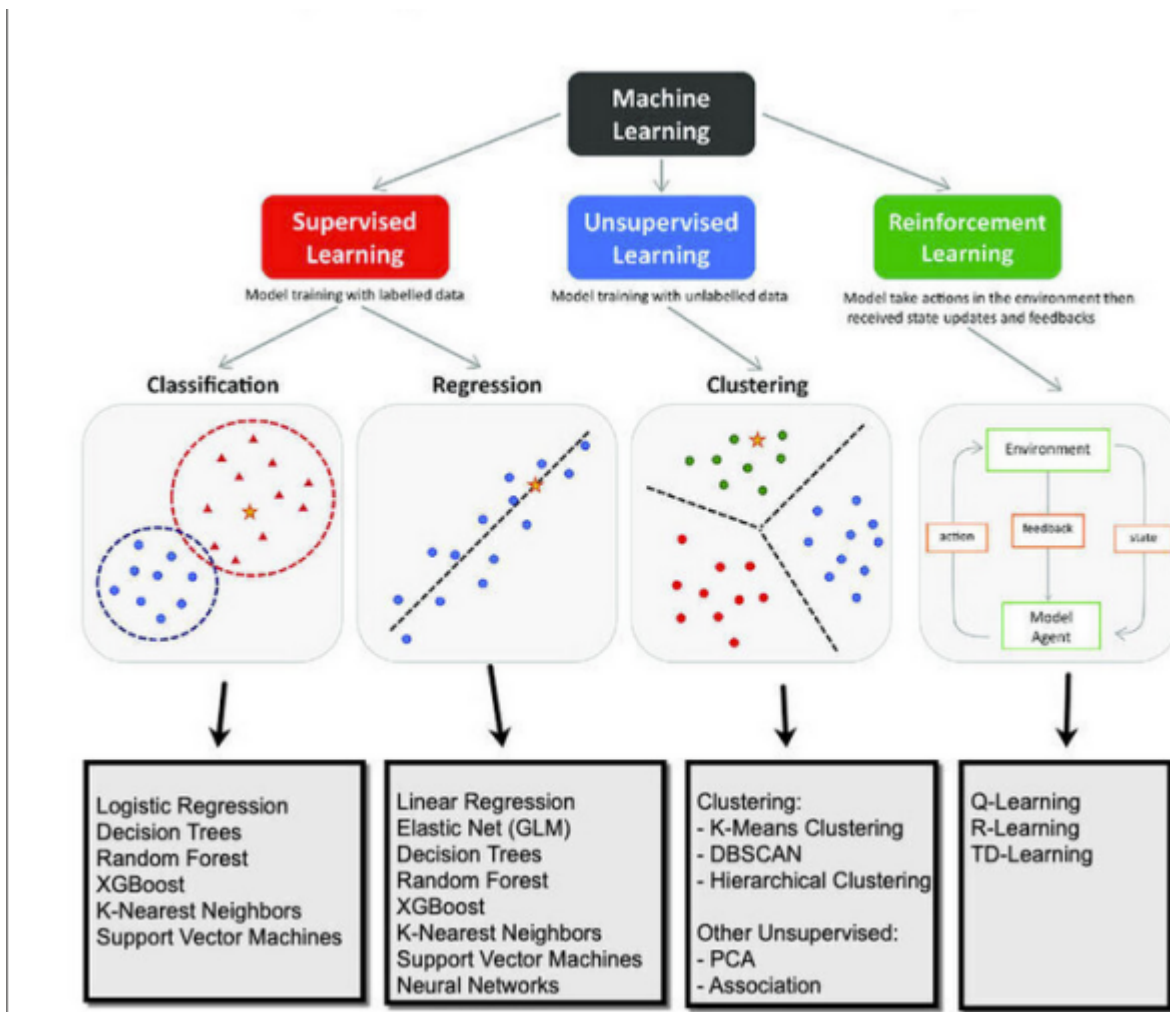 Machine
Learning
Supervised
Learning
Unsupervised
Learning
Reinforcement
Learning
Model training with labelled data
Model training with unlabelled data
Model take actions in the environment then
received state updates and feedbacks
Classification
Regression
Clustering
Environment
action
feedback
state
Model
Agent
Logistic Regression
Decision Trees
Random Forest
XGBoost
K-Nearest Neighbors
Support Vector Machines
Linear Regression
Elastic Net (GLM)
Decision Trees
Random Forest
XGBoost
K-Nearest Neighbors
Support Vector Machines
Neural Networks
Clustering:
- K-Means Clustering
- DBSCAN
- Hierarchical Clustering
Other Unsupervised:
- PCA
- Association
Q-Learning
R-Learning
TD-Learning